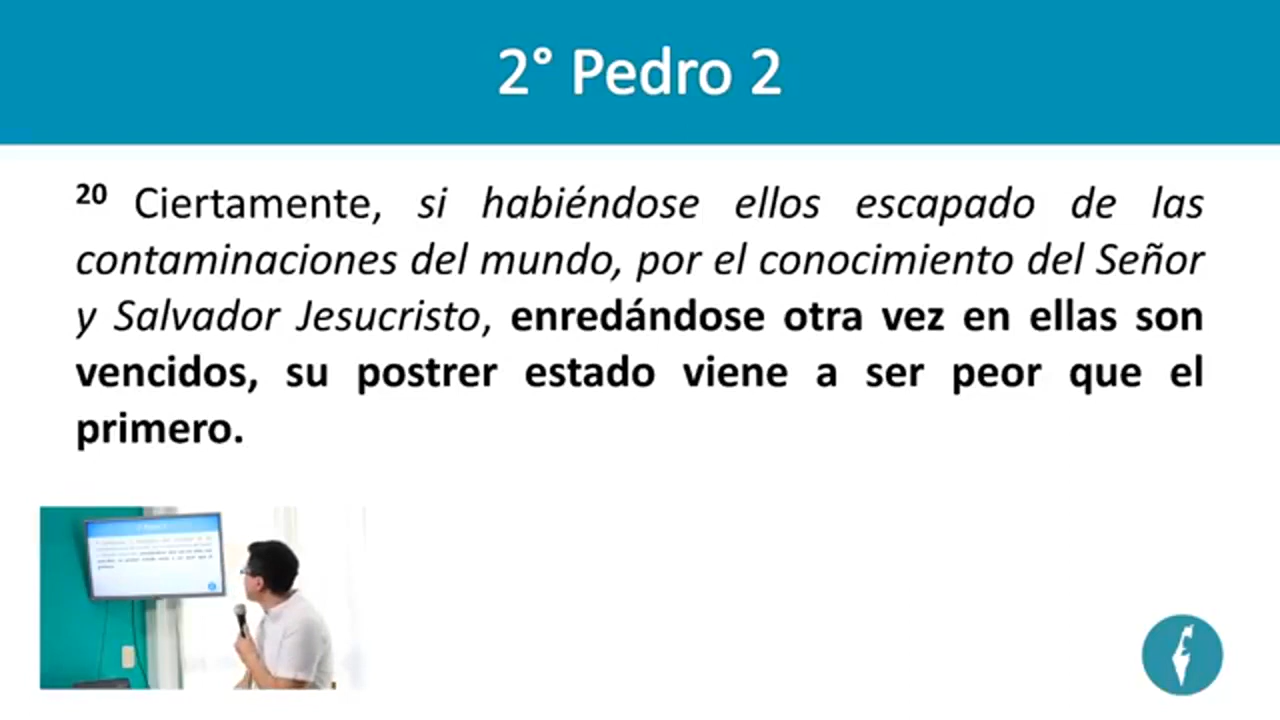 2° Pedro 2
20 Ciertamente, si habiéndose ellos escapado de las
contaminaciones del mundo, por el conocimiento del Señor
y Salvador Jesucristo, enredándose otra vez en ellas son
vencidos, su postrer estado viene a ser peor que el
primero.